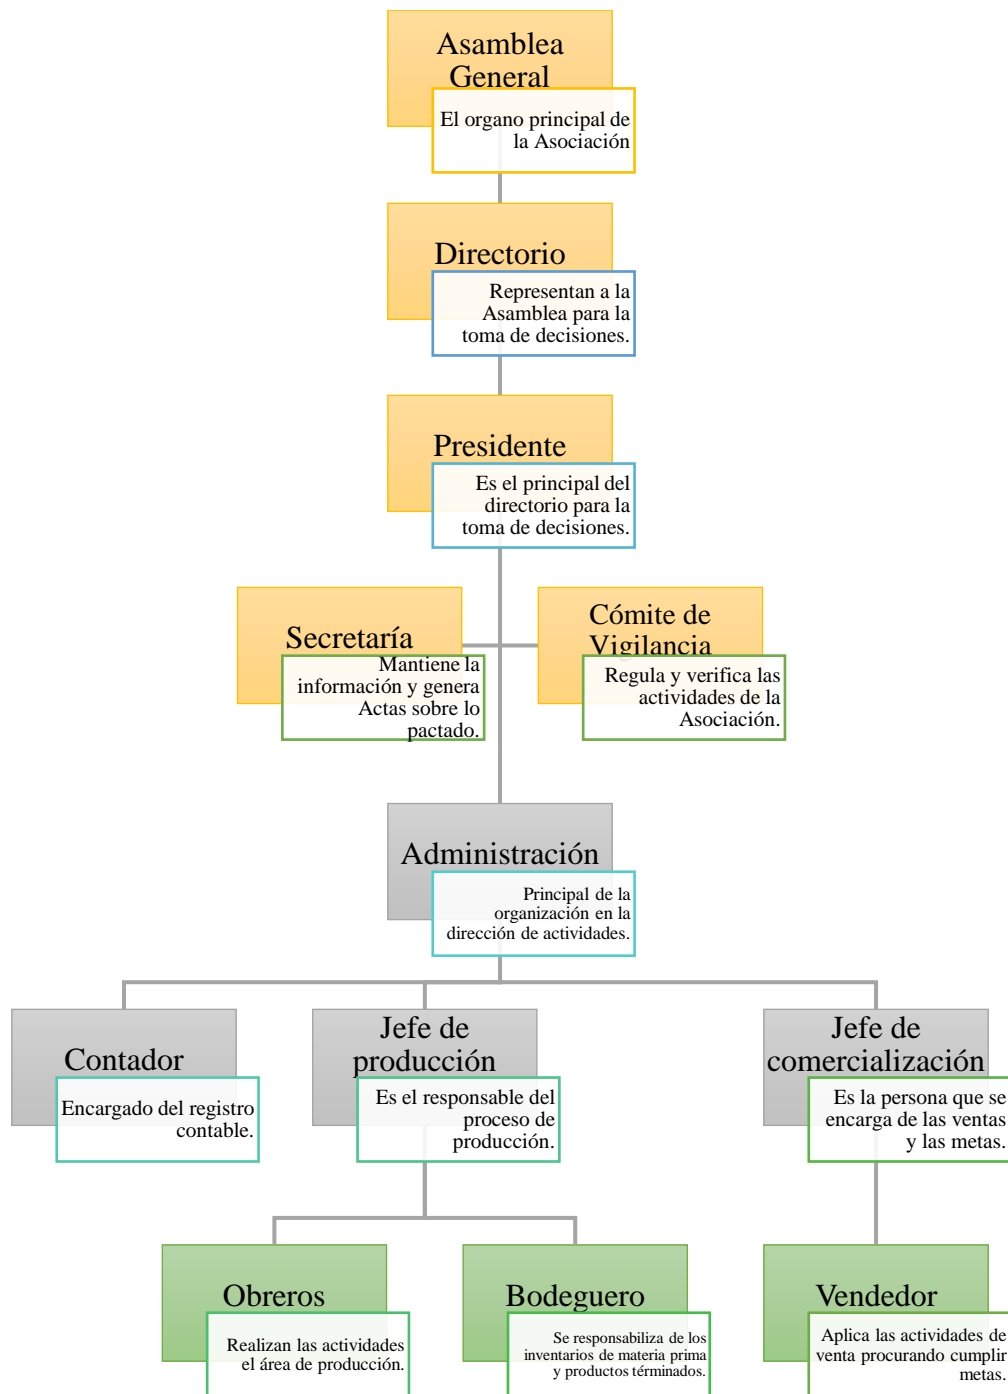 Asamblea
General
El organo principal de
la Asociación
Directorio
Representan a la
Asamblea para la
toma de decisiones.
Presidente
Es el principal del
directorio para la
toma de decisiones.
Secretaría
Mantiene la
información y genera
Actas sobre lo
pactado.
Cómite de
Vigilancia
Regula y verifica las
actividades de la
Asociación.
Administración
Principal de la
organización en la
dirección de actividades.
Contador
Encargado del registro
contable.
Jefe de
producción
Es el responsable del
proceso de
producción.
Jefe de
comercialización
Es la persona que se
encarga de las ventas
y las metas.
Obreros
Realizan las actividades
el área de producción.
Bodeguero
Se responsabiliza de los
inventarios de materia prima
y productos términados.
Vendedor
Aplica las actividades de
venta procurando cumplir
metas.